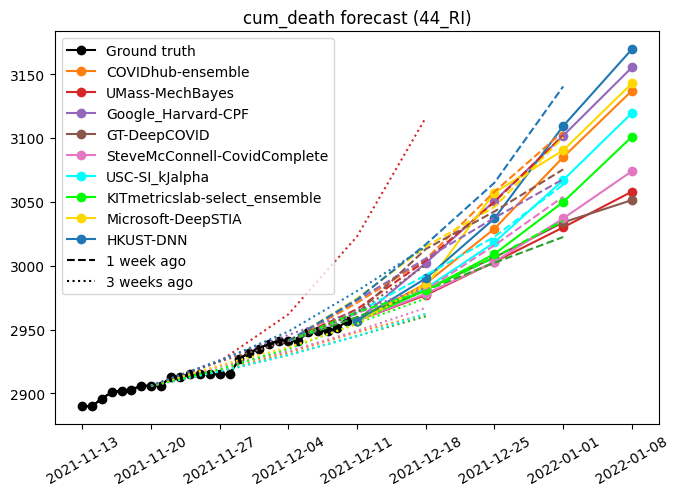 cum_death forecast (44_RI)
3150
3100
3050
3000
2950
2900
Ground truth
COVIDhub-ensemble
UMass-MechBayes
Google_Harvard-CPF
GT-DeepCOVID
SteveMcConnell-CovidComplete
USC-SI_kJalpha
KITmetricslab-select_ensemble
Microsoft-DeepSTIA
HKUST-DNN
1 week ago
3 weeks ago
2021-11-13
2021-11-20
2021-11-27
2021-12-04
2021-12-11
2021-12-18
2021-12-25
2022-01-01
2022-01-08